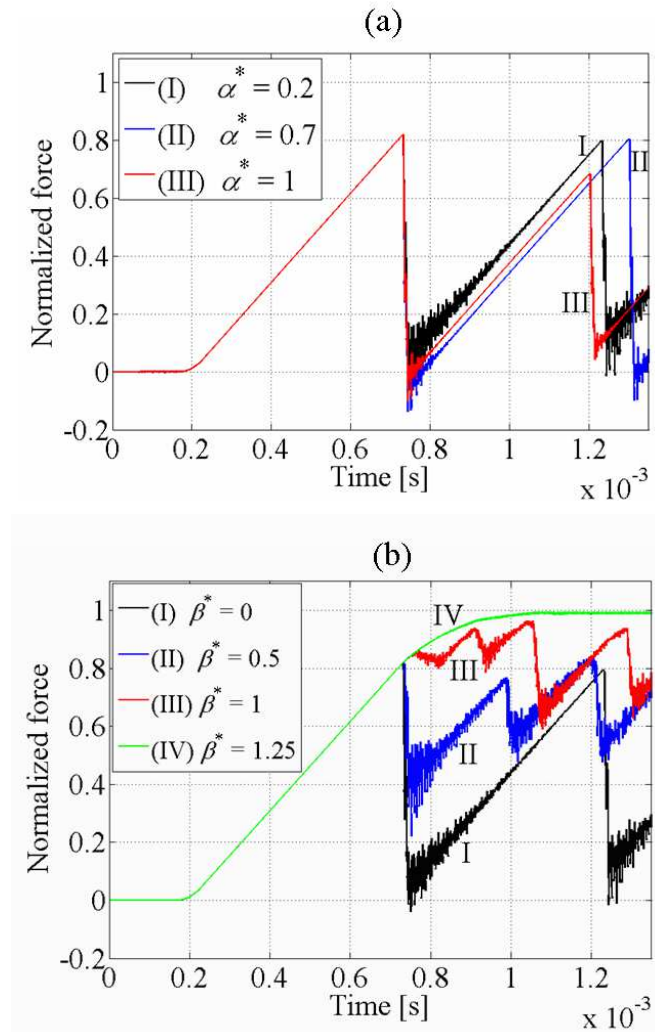 (a)
(I) α* = 0.2
(II) α* = 0.7
(III) α* = 1
I
II
III
Normalized force
1
0.8
0.6
0.4
0.2
0
-0.2
0
0.2
0.4
0.6
0.8
1
1.2
Time [s]
x 10⁻³
(b)
(I) β* = 0
(II) β* = 0.5
(III) β* = 1
(IV) β* = 1.25
IV
III
II
I
Normalized force
1
0.8
0.6
0.4
0.2
0
-0.2
0
0.2
0.4
0.6
0.8
1
1.2
Time [s]
x 10⁻³